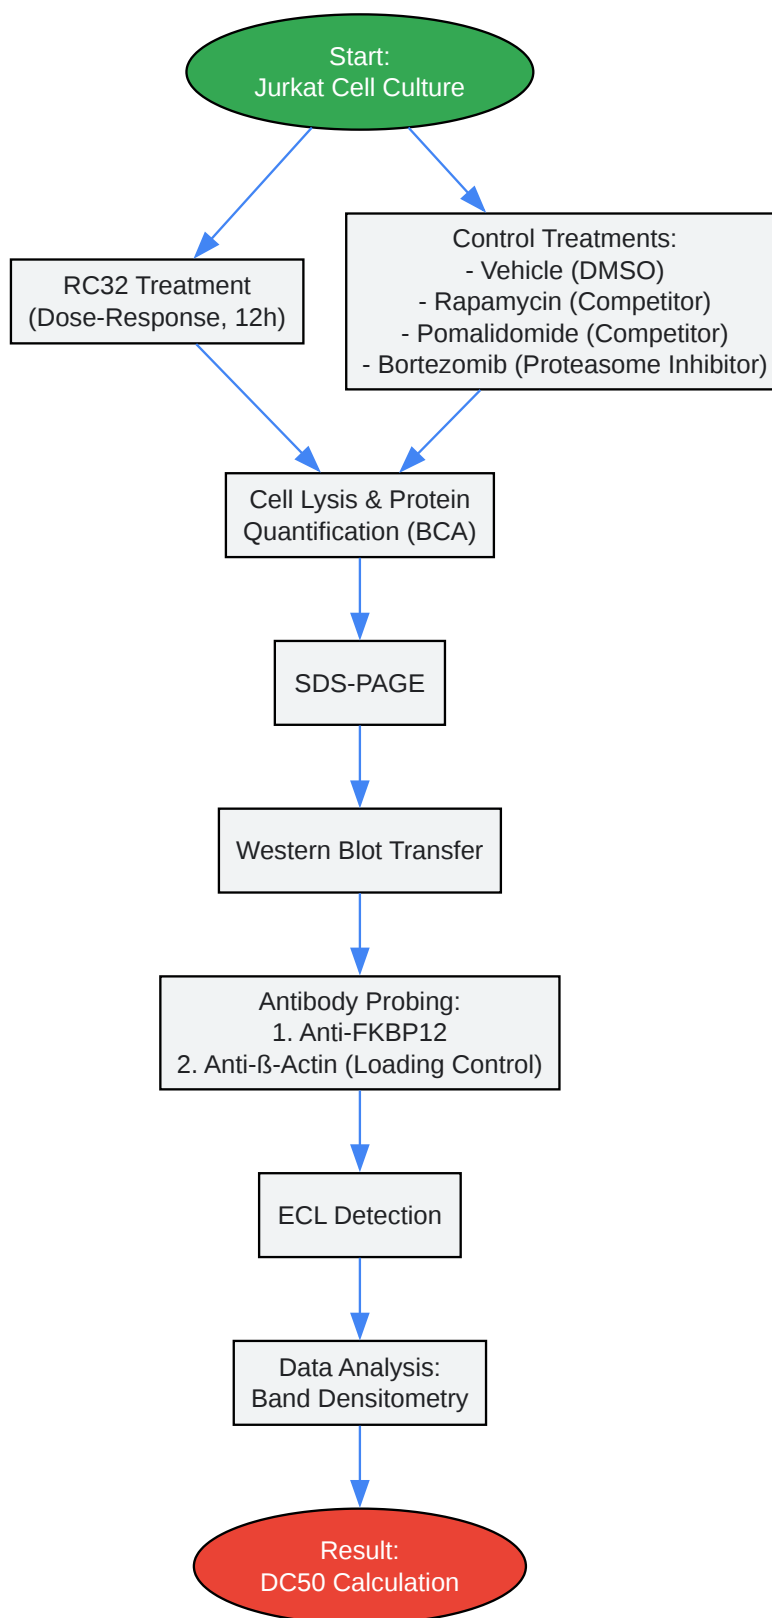 Start:
Jurkat Cell Culture
RC32 Treatment
(Dose-Response, 12h)
Control Treatments:
- Vehicle (DMSO)
- Rapamycin (Competitor)
- Pomalidomide (Competitor)
- Bortezomib (Proteasome Inhibitor)
Cell Lysis & Protein
Quantification (BCA)
SDS-PAGE
Western Blot Transfer
Antibody Probing:
1. Anti-FKBP12
2. Anti-ß-Actin (Loading Control)
ECL Detection
Data Analysis:
Band Densitometry
Result:
DC50 Calculation